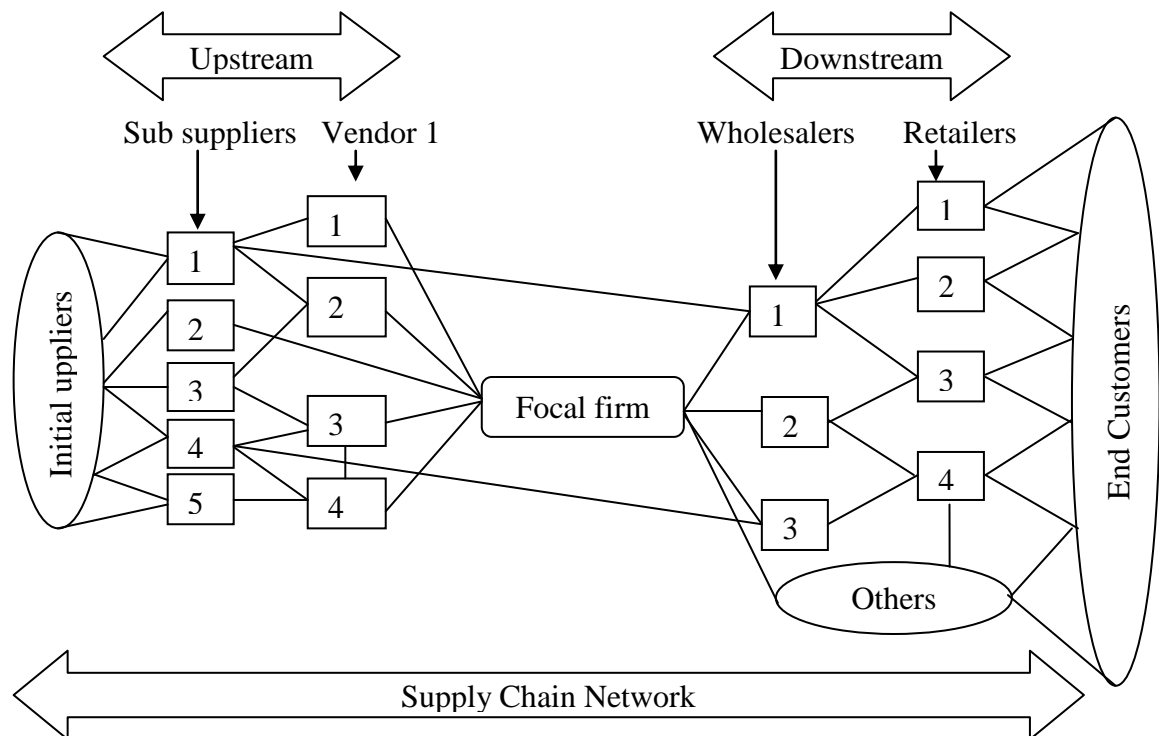 Upstream
Downstream
Sub suppliers
Vendor 1
Wholesalers
Retailers
Initial uppliers
1
2
3
4
5
1
2
3
4
Focal firm
1
2
3
1
2
3
4
Others
End Customers
Supply Chain Network